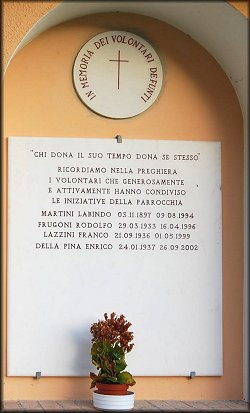 IN MEMORIA DEI VOLONTARI DEFUNTI
"CHI DONA IL SUO TEMPO DONA SE STESSO"
RICORDIAMO NELLA PREGHIERA
I VOLONTARI CHE GENEROSAMENTE
E ATTIVAMENTE HANNO CONDIVISO
LE INIZIATIVE DELLA PARROCCHIA
MARTINI LABINDO 03.11.1897 09.08.1994
FRUGONI RODOLFO 29.03.1933 16.04.1996
LAZZINI FRANCO 21.09.1936 01.05.1999
DELLA PINA ENRICO 24.01.1937 26.09.2002